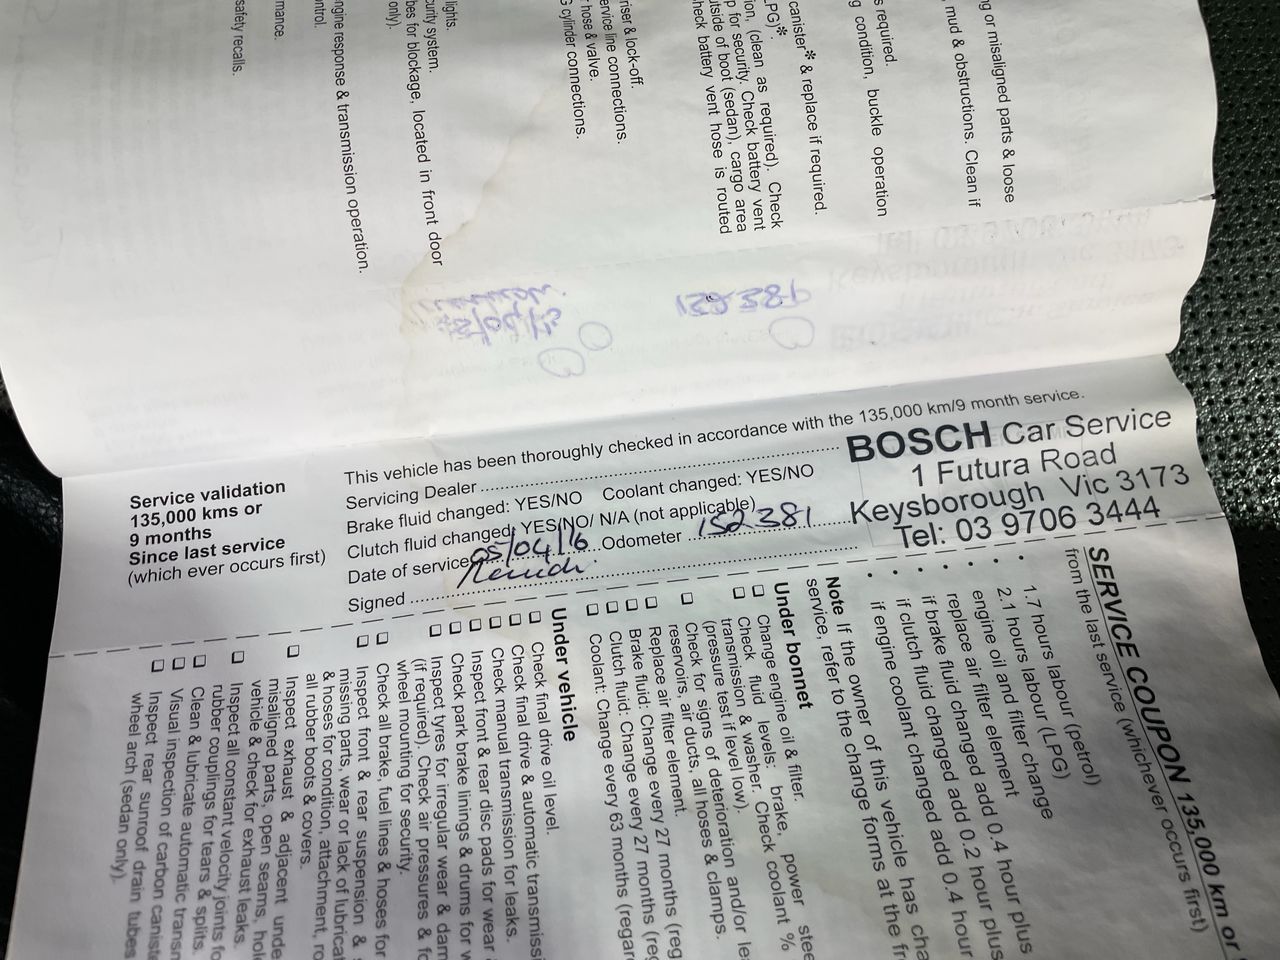 ng or misaligned parts & loose
, mud & obstructions. Clean if
s required.
g condition, buckle operation
canister* & replace if required.
LPG)*.
ion, (clean as required). Check
p for security. Check battery vent
utside of boot (sedan), cargo area
heck battery vent hose is routed
riser & lock-off.
ervice line connections.
hose & valve.
G cylinder connections.
lights.
urity system.
bes for blockage, located in front door
only).
ngine response & transmission operation.
ntrol.
mance.
safety recalls.
Service validation
135,000 kms or
9 months
Since last service
(which ever occurs first)
This vehicle has been thoroughly checked in accordance with the 135,000 km/9 month service.
Servicing Dealer
Brake fluid changed: YES/NO Coolant changed: YES/NO
Clutch fluid changed: YES/NO/ N/A (not applicable)
Date of service 05/04/16 Odometer 152381
Signed
BOSCH Car Service
1 Futura Road
Keysborough Vic 3173
Tel: 03 9706 3444
SERVICE COUPON 135,000 km or
from the last service (whichever occurs first)
• 1.7 hours labour (petrol)
• 2.1 hours labour (LPG)
• engine oil and filter change
• replace air filter element
• if brake fluid changed add 0.4 hour plus
• if clutch fluid changed add 0.2 hour plus
• if engine coolant changed add 0.4 hour
Note If the owner of this vehicle has cha
service, refer to the change forms at the fr
Under bonnet
☐ Change engine oil & filter.
☐ Check fluid levels: brake, power stee
transmission & washer. Check coolant %
(pressure test if level low).
☐ Check for signs of deterioration and/or lea
reservoirs, air ducts, all hoses & clamps.
☐ Replace air filter element.
☐ Brake fluid: Change every 27 months (reg
☐ Clutch fluid: Change every 27 months (reg
☐ Coolant: Change every 63 months (regar
Under vehicle
☐ Check final drive oil level.
☐ Check final drive & automatic transmissi
☐ Check manual transmission for leaks.
☐ Inspect front & rear disc pads for wear
☐ Check park brake linings & drums for w
☐ Inspect tyres for irregular wear & dam
(if required). Check air pressures & fo
wheel mounting for security.
☐ Check all brake, fuel lines & hoses for
☐ Inspect front & rear suspension &
missing parts, wear or lack of lubricat
& hoses for condition, attachment, ro
all rubber boots & covers.
☐ Inspect exhaust & adjacent unde
misaligned parts, open seams, hole
vehicle & check for exhaust leaks.
☐ Inspect all constant velocity joints fo
rubber couplings for tears & splits.
☐ Clean & lubricate automatic transm
☐ Visual inspection of carbon caniste
☐ Inspect rear sunroof drain tubes
wheel arch (sedan only).